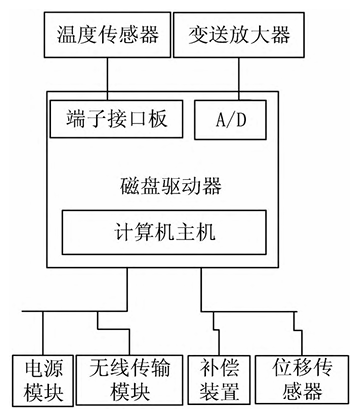 温度传感器
变送放大器
端子接口板
A/D
磁盘驱动器
计算机主机
电源
模块
无线传输
模块
补偿
装置
位移传
感器